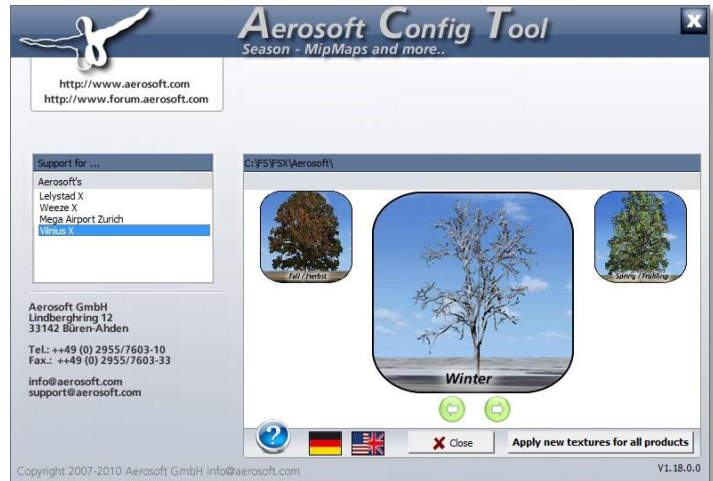 Aerosoft Config Tool
Season - MipMaps and more..
X
http://www.aerosoft.com
http://www.forum.aerosoft.com
Support for ...
Aerosoft's
Lelystad X
Weeze X
Mega Airport Zurich
Vilnius X
C:\FS\FSX\Aerosoft\
Fall / Herbst
Winter
Spring / Frühling
Aerosoft GmbH
Lindberghring 12
33142 Büren-Ahden
Tel.: ++49 (0) 2955/7603-10
Fax.: ++49 (0) 2955/7603-33
info@aerosoft.com
support@aerosoft.com
?
Close
Apply new textures for all products
Copyright 2007-2010 Aerosoft GmbH info@aerosoft.com
V1.18.0.0